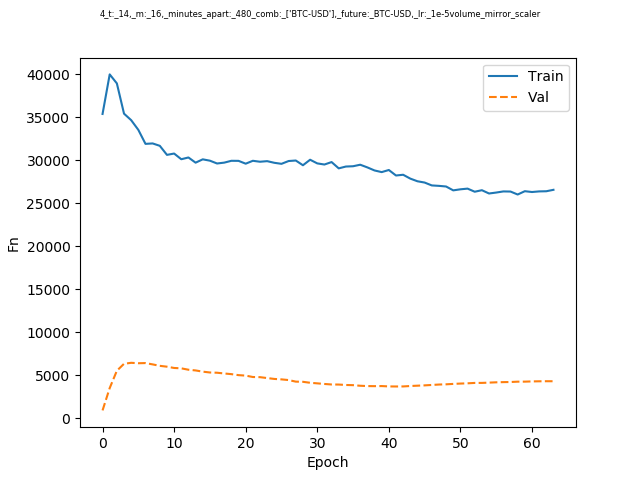 4_t:_14,_m:_16,_minutes_apart:_480_comb:_['BTC-USD'],_future:_BTC-USD,_lr:_1e-5volume_mirror_scaler
Train
Val
40000
35000
30000
25000
20000
15000
10000
5000
0
Fn
0 10 20 30 40 50 60
Epoch